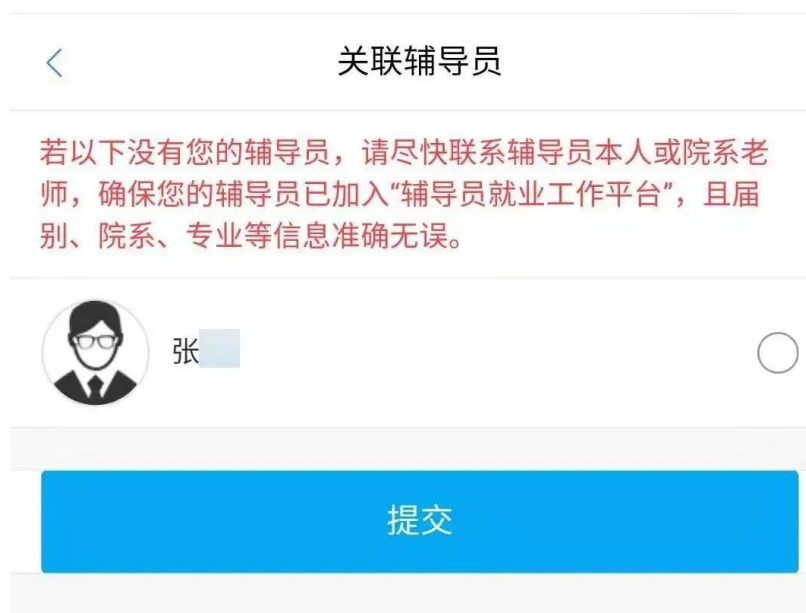 关联辅导员
若以下没有您的辅导员，请尽快联系辅导员本人或院系老
师，确保您的辅导员已加入“辅导员就业工作平台”，且届
别、院系、专业等信息准确无误。
张
提交